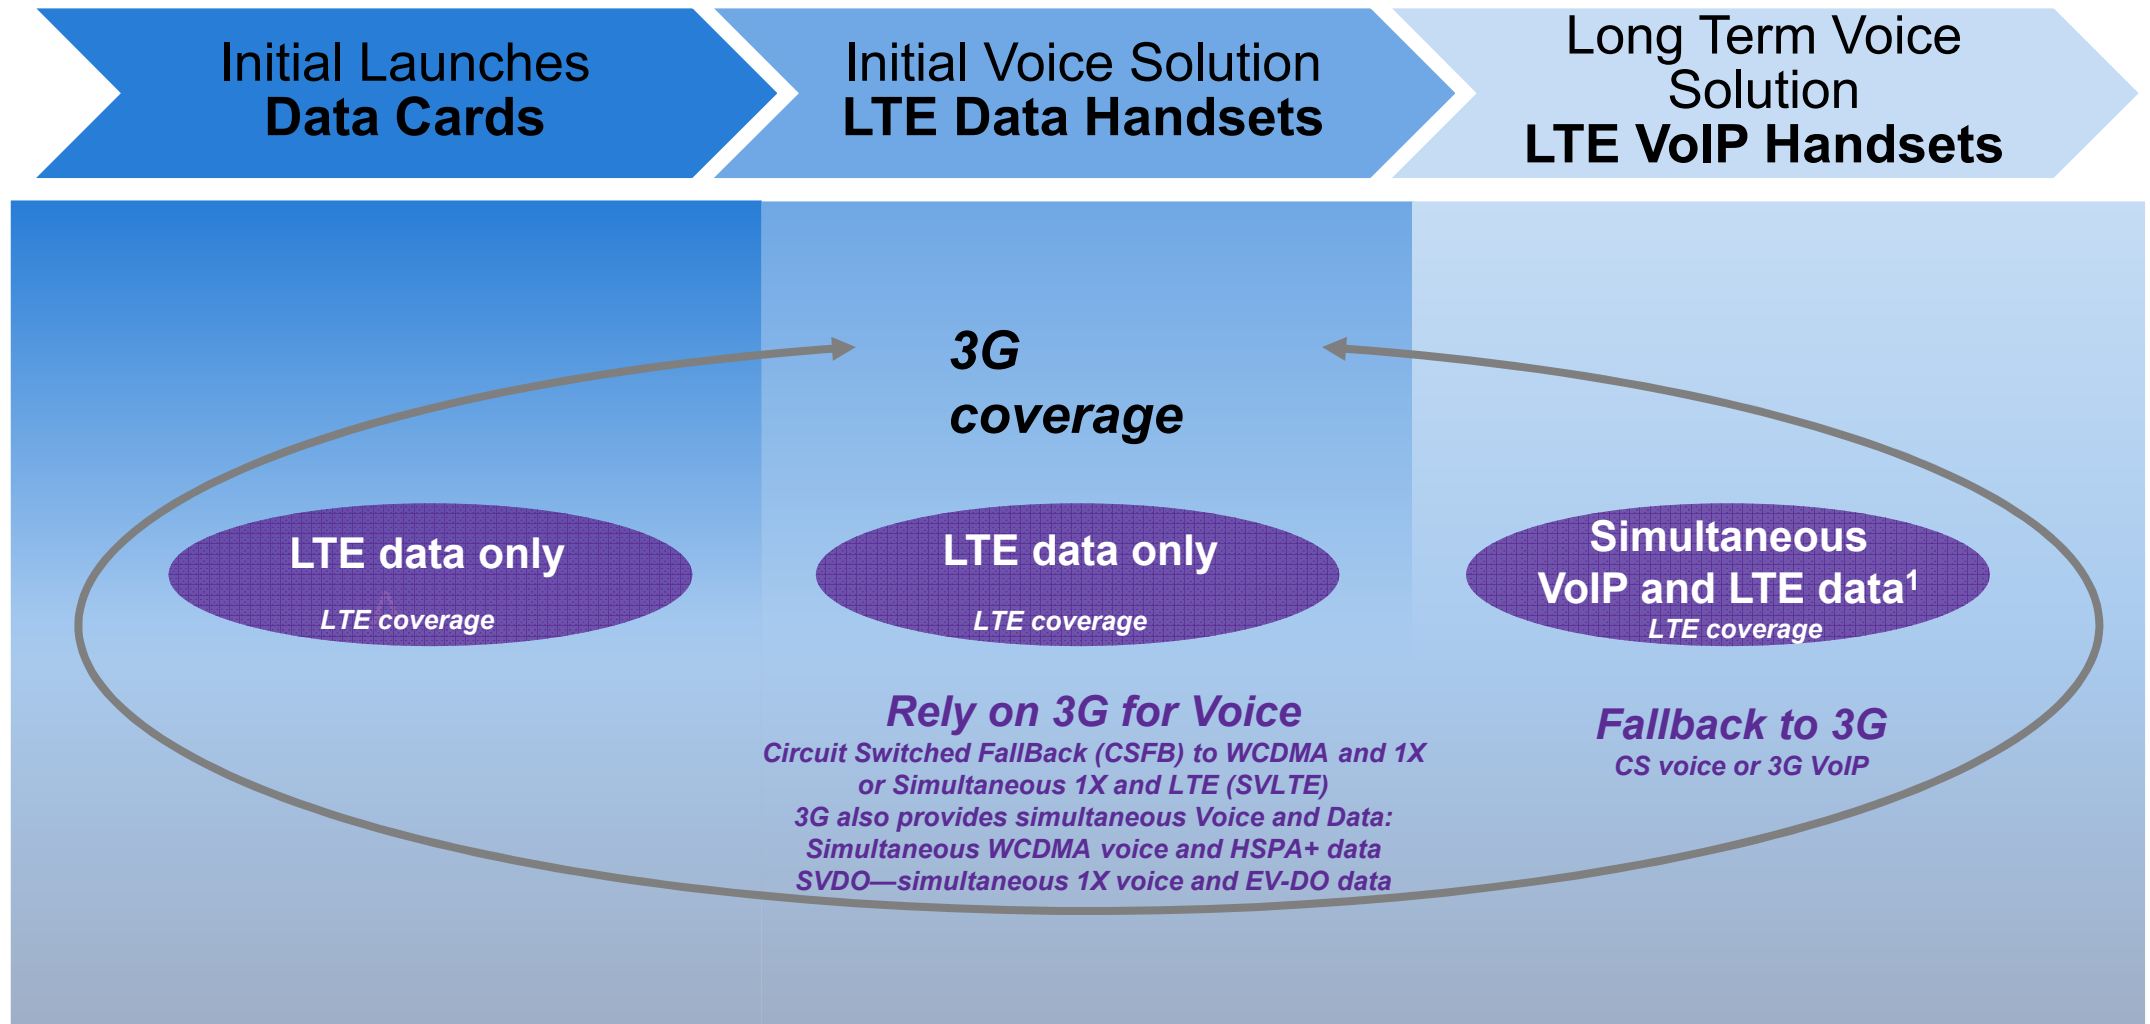 Initial Launches
Data Cards
Initial Voice Solution
LTE Data Handsets
Long Term Voice
Solution
LTE VoIP Handsets
3G
coverage
LTE data only
LTE coverage
LTE data only
LTE coverage
Simultaneous
VoIP and LTE data¹
LTE coverage
Rely on 3G for Voice
Circuit Switched FallBack (CSFB) to WCDMA and 1X
or Simultaneous 1X and LTE (SVLTE)
3G also provides simultaneous Voice and Data:
Simultaneous WCDMA voice and HSPA+ data
SVDO—simultaneous 1X voice and EV-DO data
Fallback to 3G
CS voice or 3G VoIP